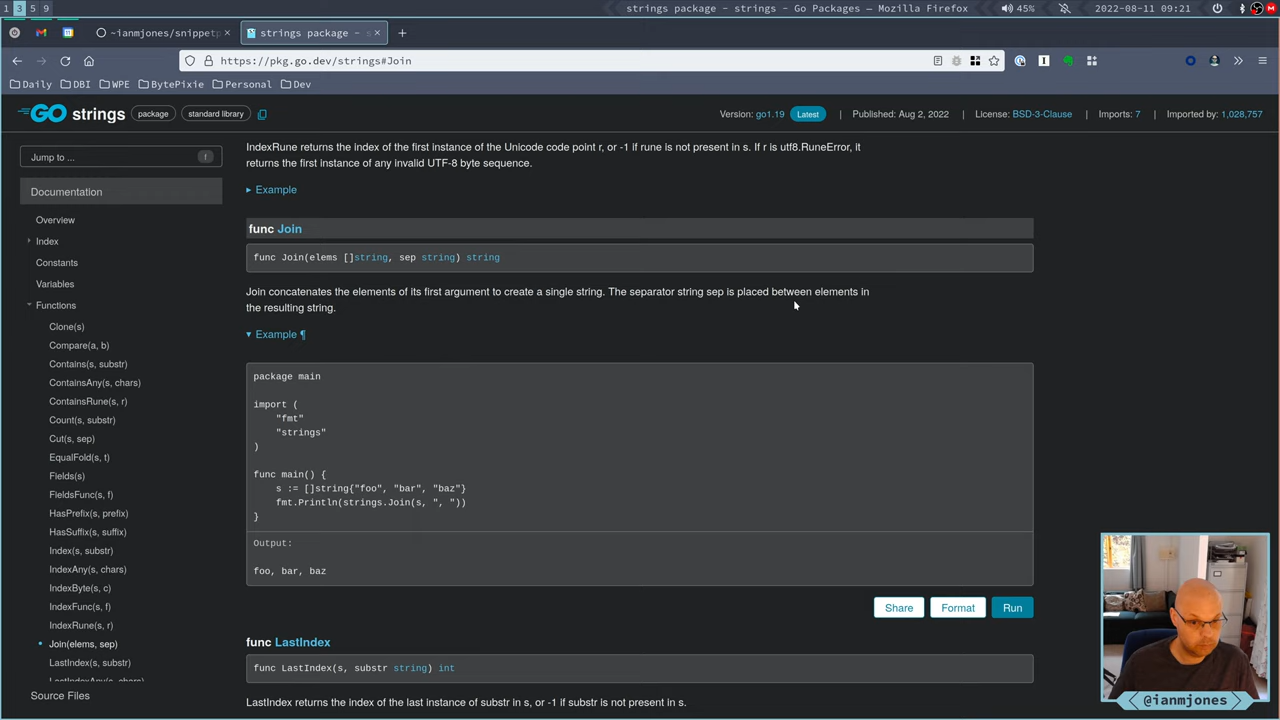 1 3 5 9
strings package - strings - Go Packages — Mozilla Firefox
45%
2022-08-11 09:21
~ianmjones/snippetp
strings package - s
https://pkg.go.dev/strings#Join
Daily
DBI
WPE
BytePixie
Personal
Dev
GO strings package standard library
Version: go1.19 Latest | Published: Aug 2, 2022 | License: BSD-3-Clause | Imports: 7 | Imported by: 1,028,757
Jump to ... f
Documentation
Overview
Index
Constants
Variables
Functions
Clone(s)
Compare(a, b)
Contains(s, substr)
ContainsAny(s, chars)
ContainsRune(s, r)
Count(s, substr)
Cut(s, sep)
EqualFold(s, t)
Fields(s)
FieldsFunc(s, f)
HasPrefix(s, prefix)
HasSuffix(s, suffix)
Index(s, substr)
IndexAny(s, chars)
IndexByte(s, c)
IndexFunc(s, f)
IndexRune(s, r)
Join(elems, sep)
LastIndex(s, substr)
LastIndexAny(s, chars)
Source Files
IndexRune returns the index of the first instance of the Unicode code point r, or -1 if rune is not present in s. If r is utf8.RuneError, it
returns the first instance of any invalid UTF-8 byte sequence.
Example
func Join
func Join(elems []string, sep string) string
Join concatenates the elements of its first argument to create a single string. The separator string sep is placed between elements in
the resulting string.
Example ¶
package main
import (
"fmt"
"strings"
)
func main() {
s := []string{"foo", "bar", "baz"}
fmt.Println(strings.Join(s, ", "))
}
Output:
foo, bar, baz
Share
Format
Run
func LastIndex
func LastIndex(s, substr string) int
LastIndex returns the index of the last instance of substr in s, or -1 if substr is not present in s.
@ianmjones